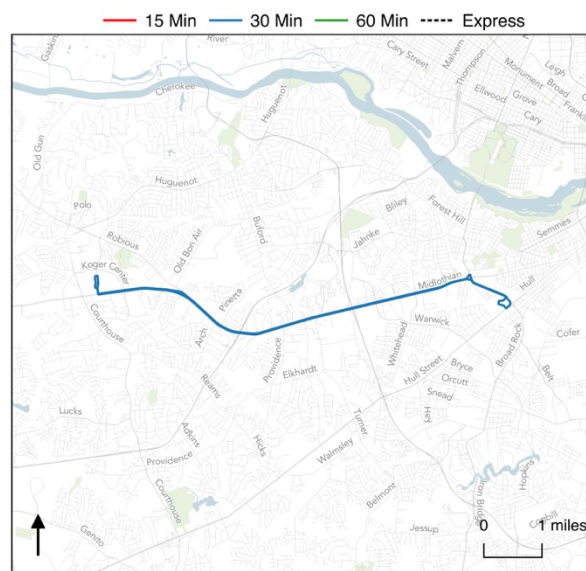 15 Min
30 Min
60 Min
Express
River
Cary Street
Malvern
Thompson
Monument
Leigh
Broad
Franklin
Ellwood
Grove
Cary
Cherokee
Huguenot
Old Gun
Huguenot
Polo
Bliley
Forest Hill
Semmes
Robious
Old Bon Air
Buford
Jahnke
Koger Center
Midlothian
Hull
Pinetta
Courthouse
Arch
Warwick
Whitehead
Broad Rock
Cofer
Providence
Elkhardt
Hull Street
Bryce
Orcutt
Snead
Belt
Reams
Hey
Lucks
Adkins
Hicks
Turner
Walmsley
Providence
Courthouse
Belmont
Iron Bridge
Hopkins
Genito
Jessup
0
1 miles